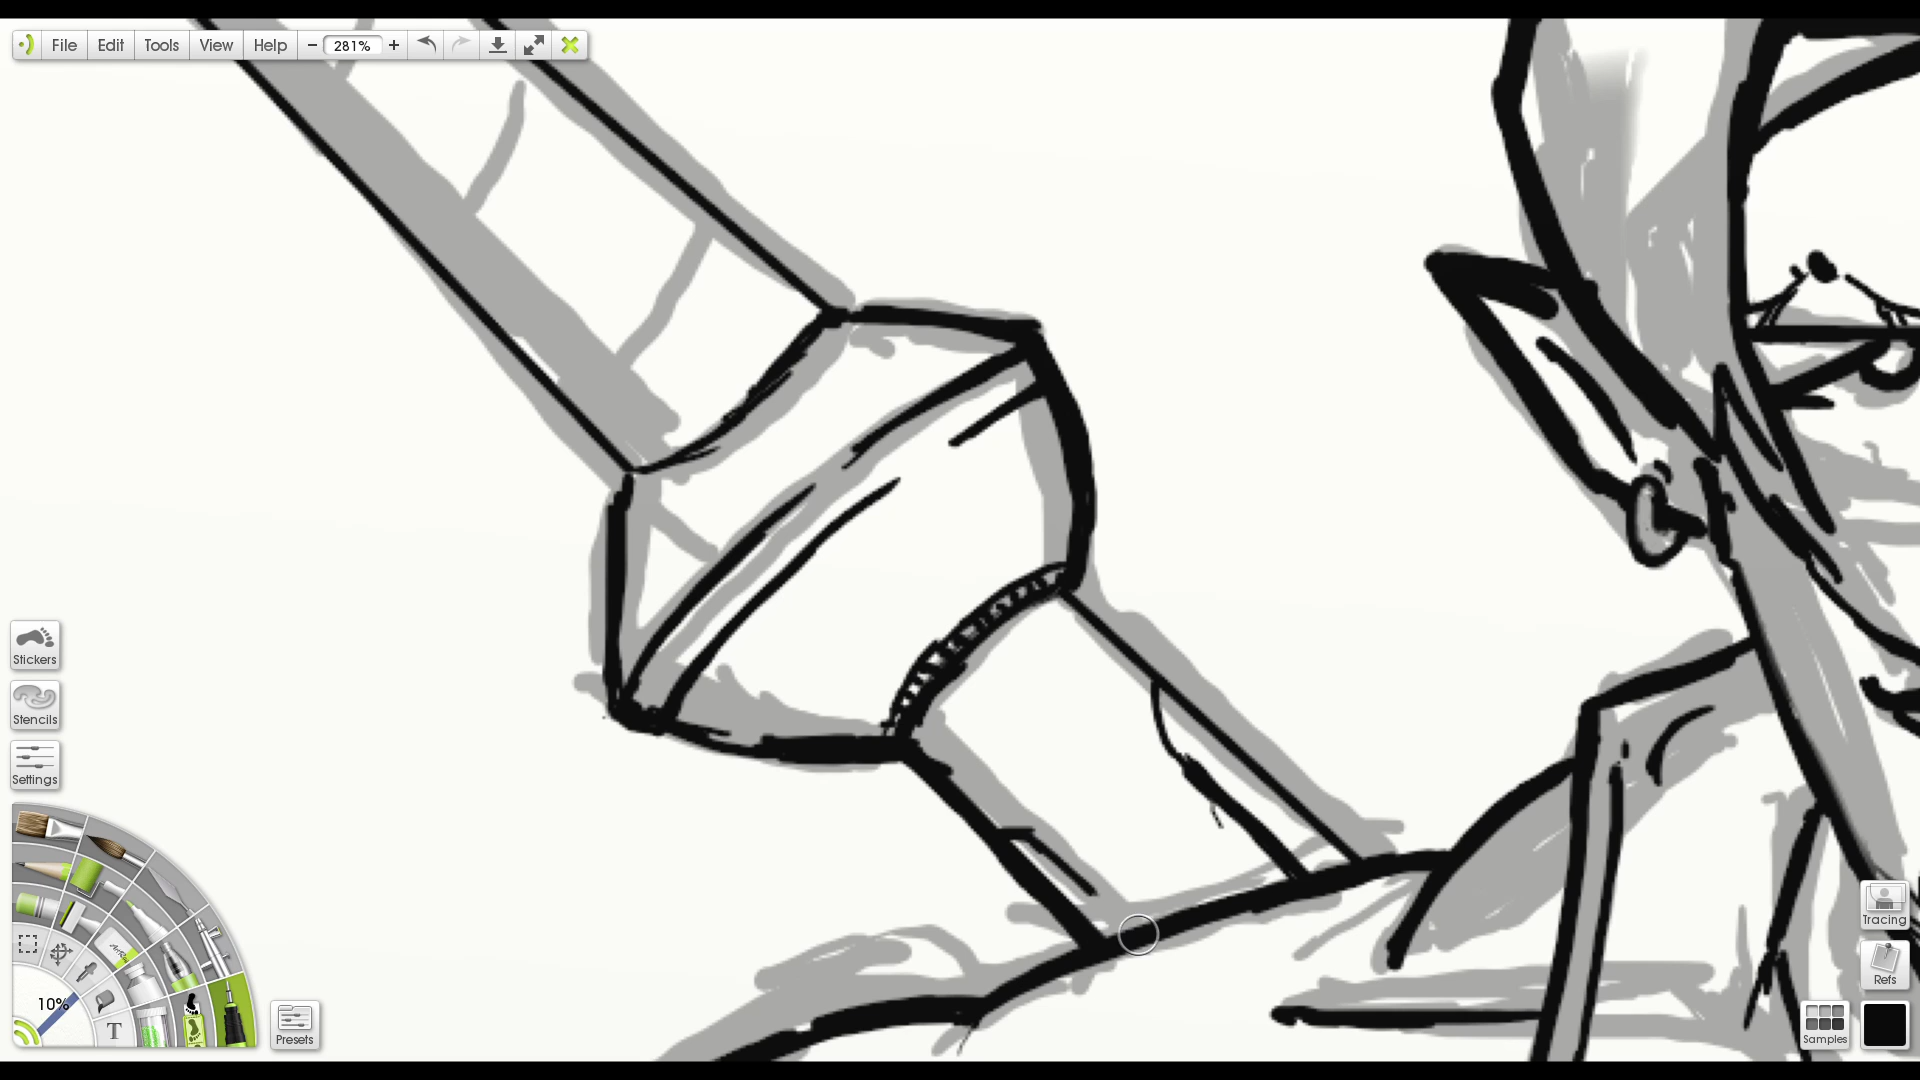 File Edit Tools View Help − 281% +
Stickers
Stencils
Settings
10%
T
Presets
Tracing
Refs
Samples